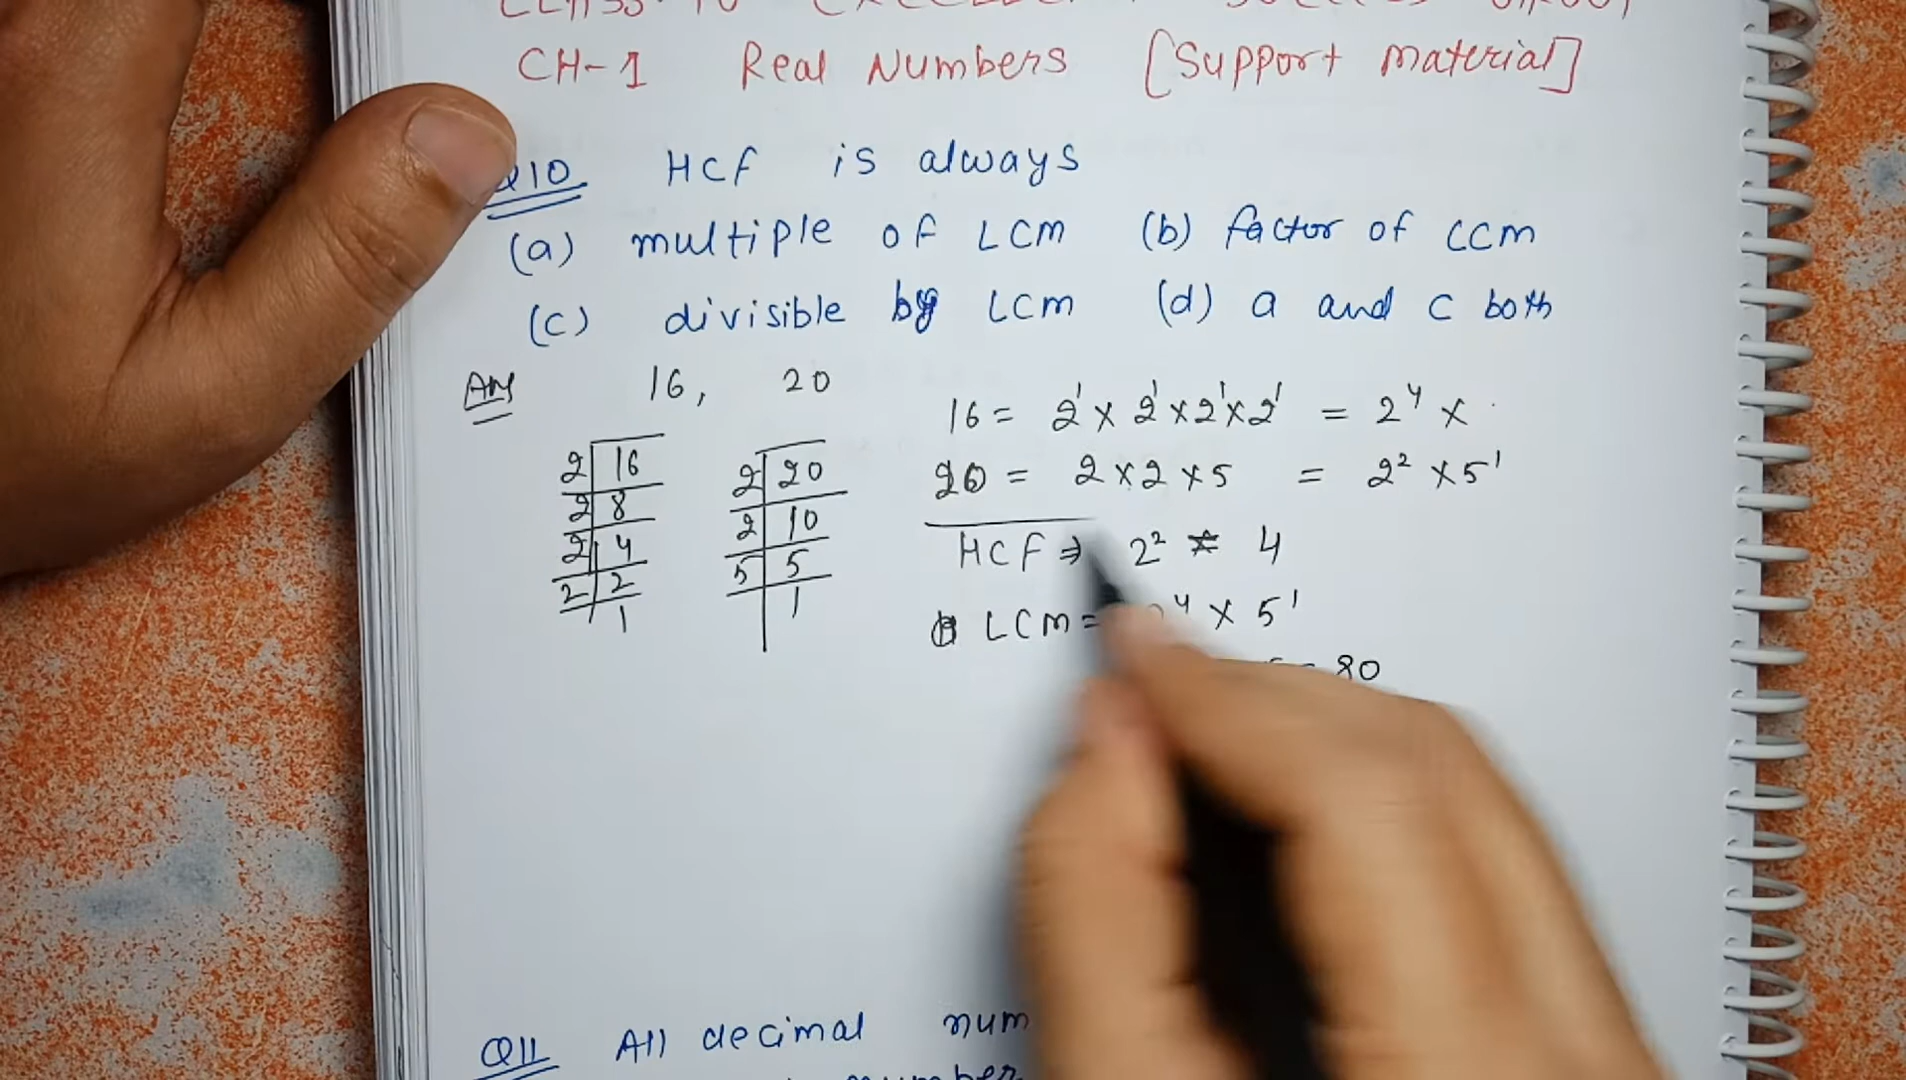 CH-1 Real Numbers [Support Material]
Q10 HCF is always
(a) multiple of LCM (b) factor of LCM
(c) divisible by LCM (d) a and c both
Ans 16, 20
16 = 2¹ × 2¹ × 2¹ × 2¹ = 2⁴ ×
20 = 2 × 2 × 5 = 2² × 5¹
2 16
2 8
2 4
2 2
1
2 20
2 10
5 5
1
HCF ⇒ 2² = 4
LCM = 2⁴ × 5¹
= 80
Q11 All decimal num
number